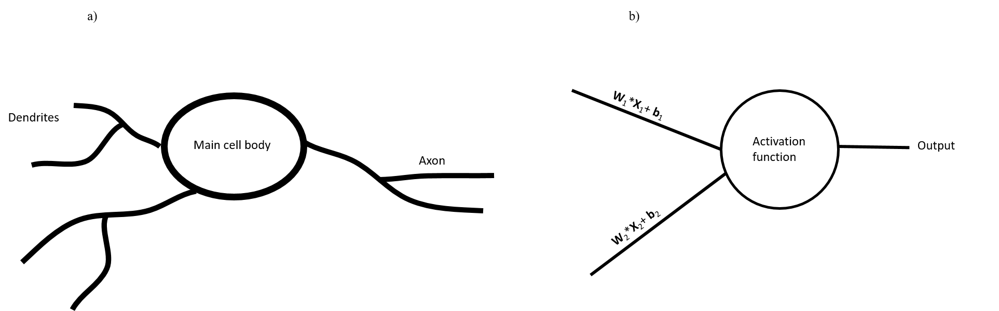 a)
b)
Dendrites
Main cell body
Axon
W₁*X₁+ b₁
W₂*X₂+ b₂
Activation
function
Output